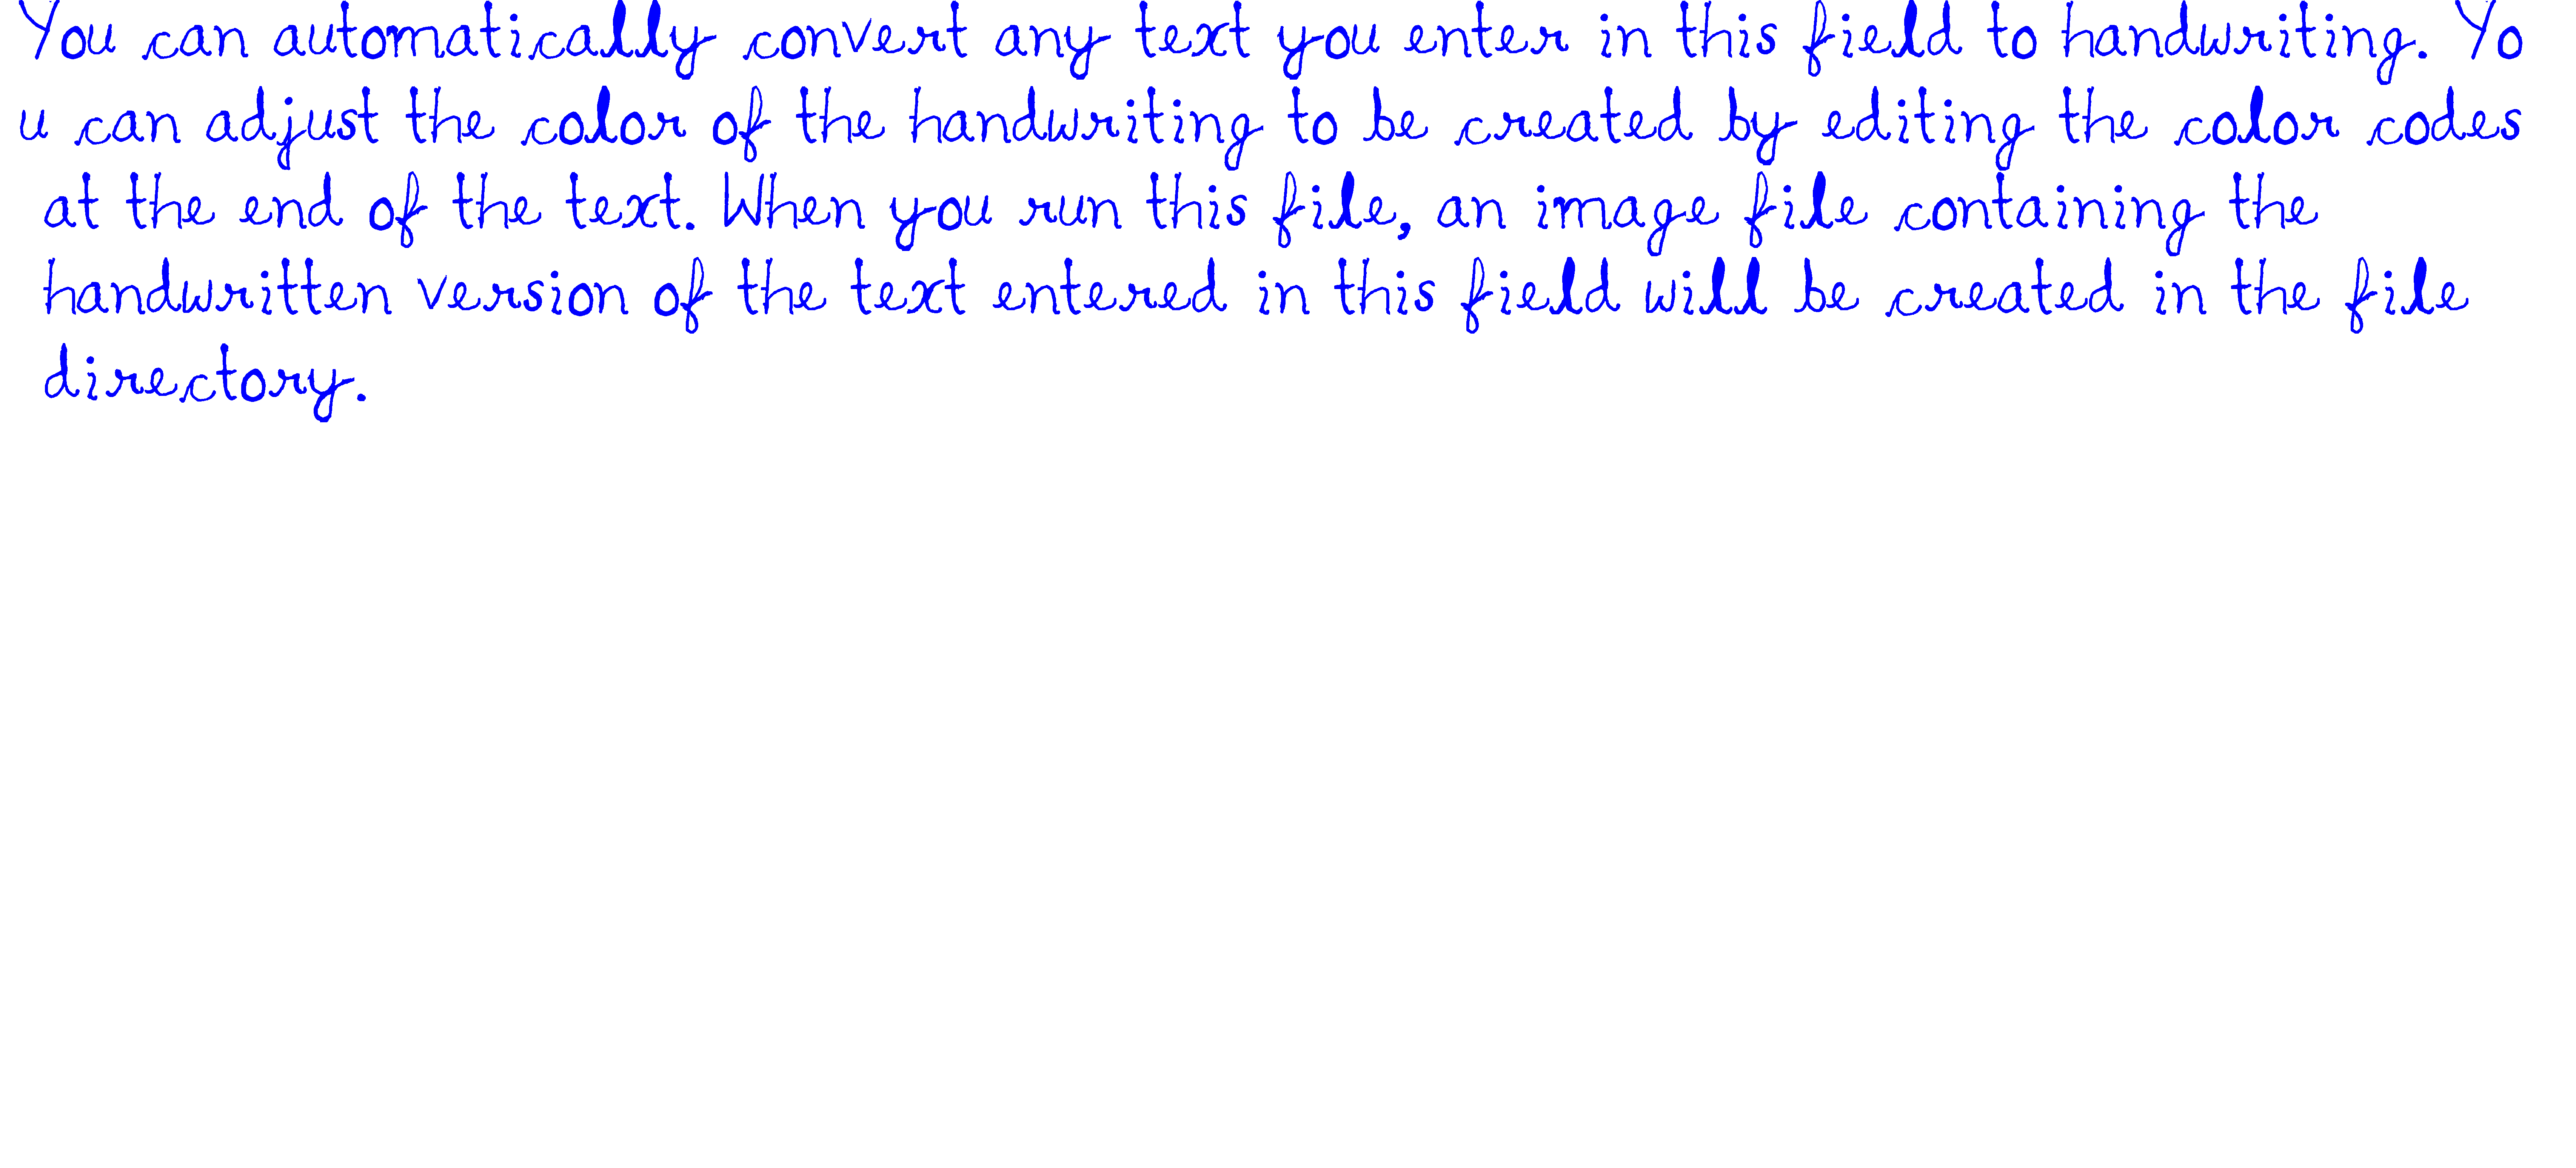 You can automatically convert any text you enter in this field to handwriting. Yo
u can adjust the color of the handwriting to be created by editing the color codes
at the end of the text. When you run this file, an image file containing the
handwritten version of the text entered in this field will be created in the file
directory.